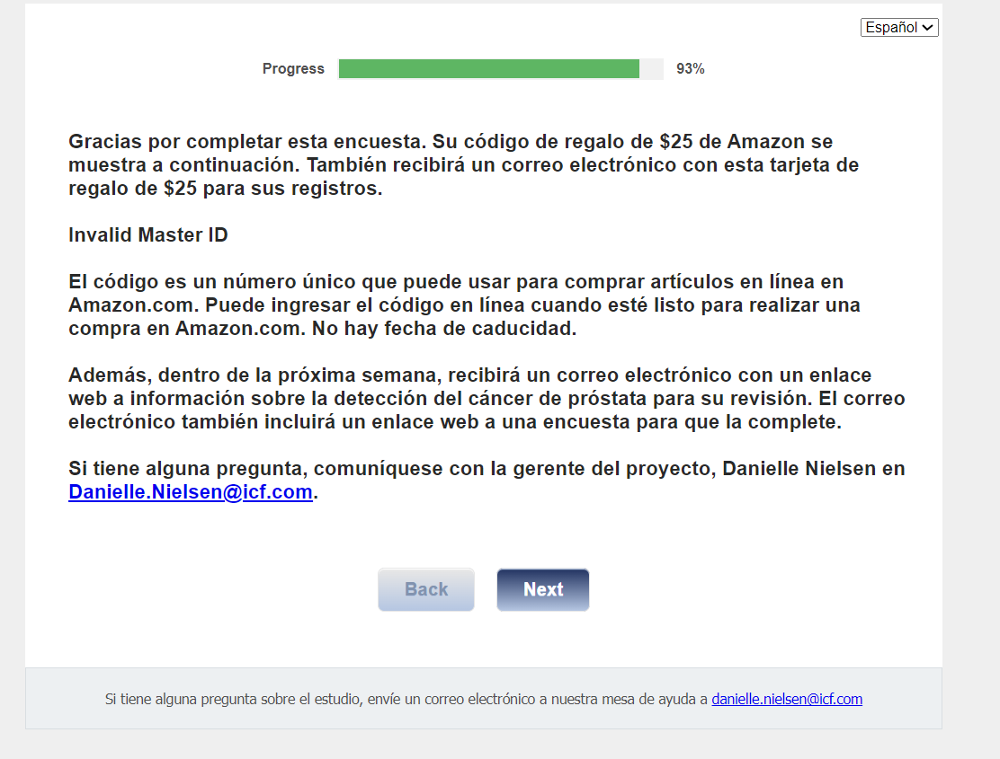 Español
Progress 93%
Gracias por completar esta encuesta. Su código de regalo de $25 de Amazon se
muestra a continuación. También recibirá un correo electrónico con esta tarjeta de
regalo de $25 para sus registros.
Invalid Master ID
El código es un número único que puede usar para comprar artículos en línea en
Amazon.com. Puede ingresar el código en línea cuando esté listo para realizar una
compra en Amazon.com. No hay fecha de caducidad.
Además, dentro de la próxima semana, recibirá un correo electrónico con un enlace
web a información sobre la detección del cáncer de próstata para su revisión. El correo
electrónico también incluirá un enlace web a una encuesta para que la complete.
Si tiene alguna pregunta, comuníquese con la gerente del proyecto, Danielle Nielsen en
Danielle.Nielsen@icf.com.
Back Next
Si tiene alguna pregunta sobre el estudio, envíe un correo electrónico a nuestra mesa de ayuda a danielle.nielsen@icf.com